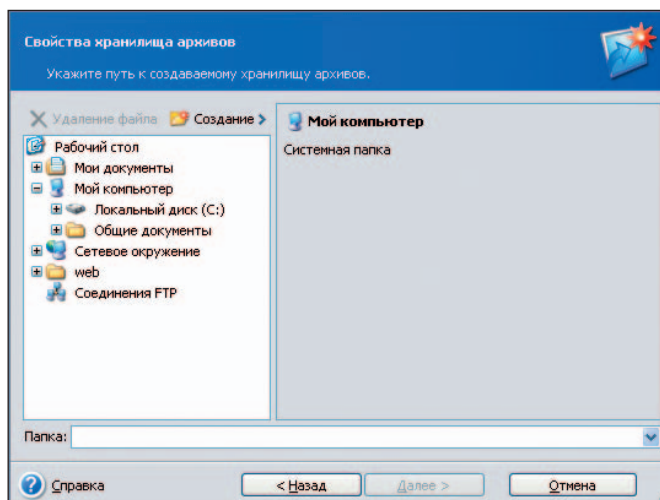 Свойства хранилища архивов
Укажите путь к создаваемому хранилищу архивов.
Удаление файла Создание >
Рабочий стол
Мои документы
Мой компьютер
Локальный диск (C:)
Общие документы
Сетевое окружение
web
Соединения FTP
Мой компьютер
Системная папка
Папка:
Справка
< Назад
Далее >
Отмена